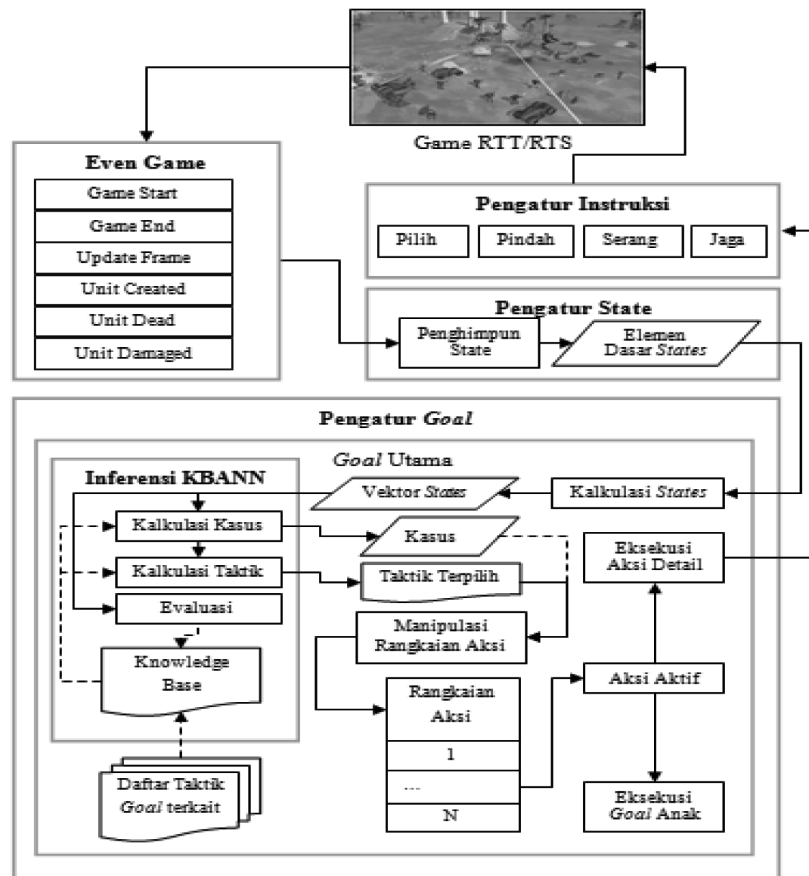 Game RTT/RTS
Even Game
Game Start
Game End
Update Frame
Unit Created
Unit Dead
Unit Damaged
Pengatur Instruksi
Pilih
Pindah
Serang
Jaga
Pengatur State
Penghimpun
State
Elemen
Dasar States
Pengatur Goal
Goal Utama
Inferensi KBANN
Vektor States
Kalkulasi States
Kalkulasi Kasus
Kasus
Kalkulasi Taktik
Taktik Terpilih
Evaluasi
Knowledge
Base
Daftar Taktik
Goal terkait
Manipulasi
Rangkaian Aksi
Rangkaian
Aksi
1
...
N
Eksekusi
Aksi Detail
Aksi Aktif
Eksekusi
Goal Anak